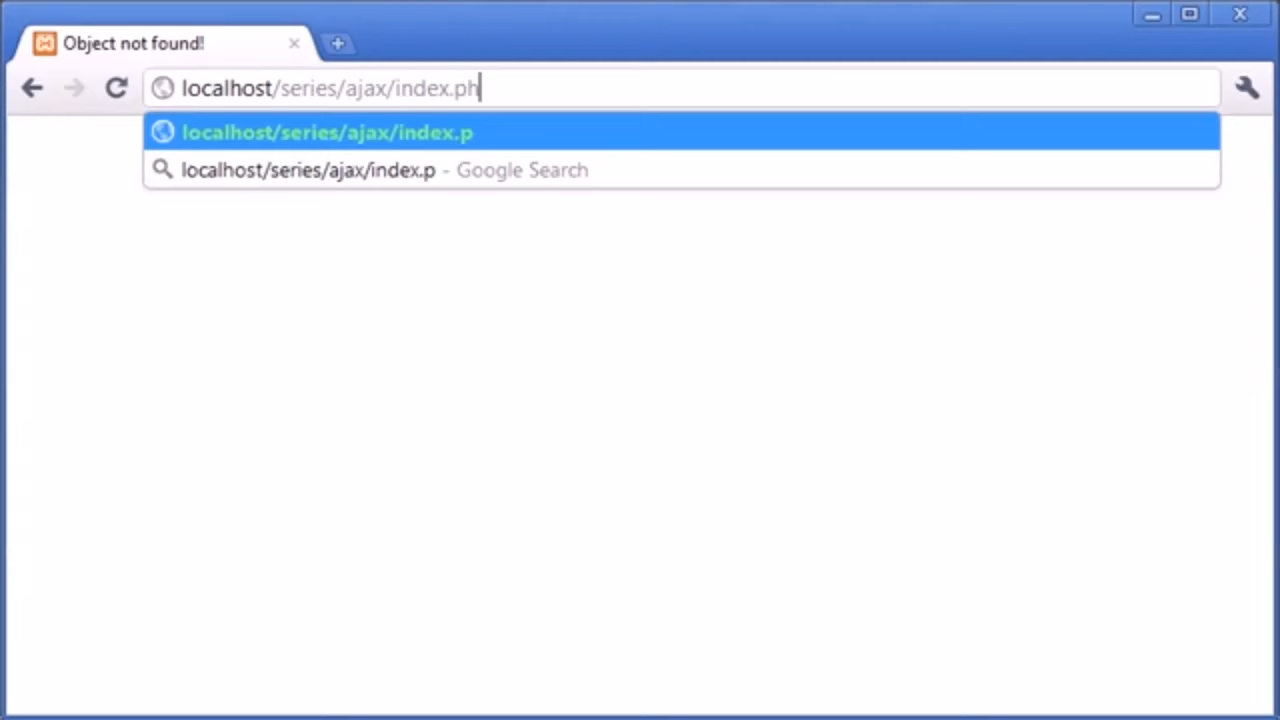 Object not found!
localhost/series/ajax/index.ph
localhost/series/ajax/index.p
localhost/series/ajax/index.p - Google Search